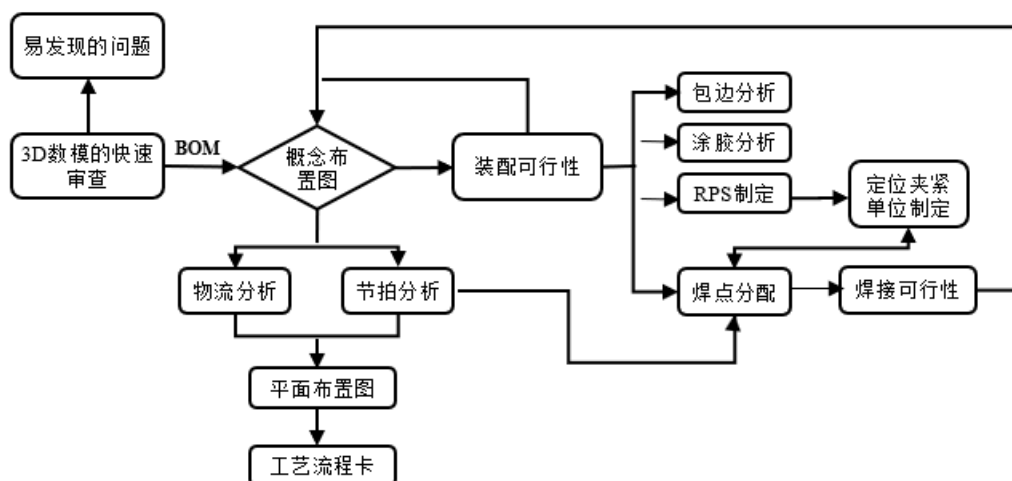 易发现的问题
3D数模的快速
审查
BOM
概念布
置图
装配可行性
包边分析
涂胶分析
RPS制定
定位夹紧
单位制定
物流分析
节拍分析
焊点分配
焊接可行性
平面布置图
工艺流程卡